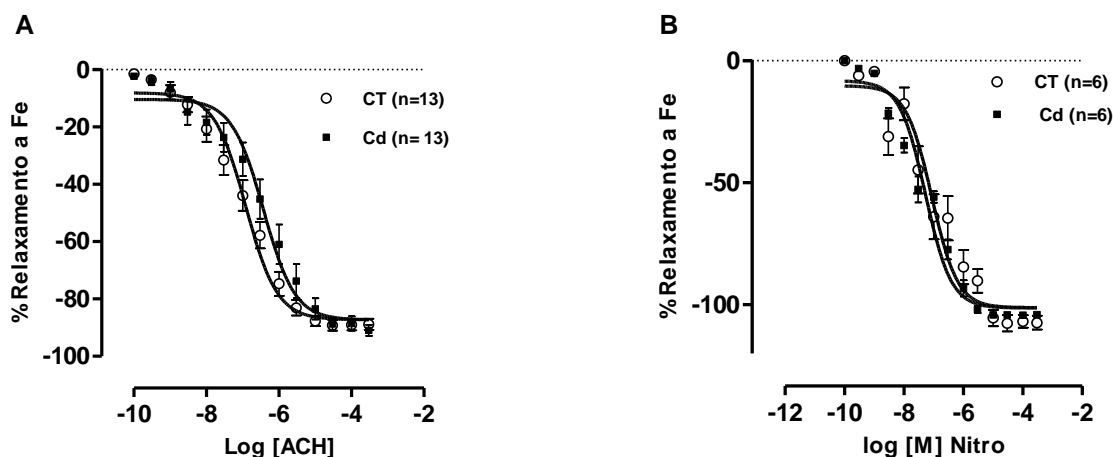 A
%Relaxamento a Fe
0
-20
-40
-60
-80
-100
CT (n=13)
Cd (n= 13)
-10
-8
-6
-4
-2
Log [ACH]
B
%Relaxamento a Fe
0
-50
-100
CT (n=6)
Cd (n=6)
-12
-10
-8
-6
-4
-2
log [M] Nitro